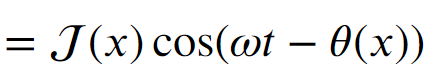 = 𝒥(x) cos(ωt − θ(x))